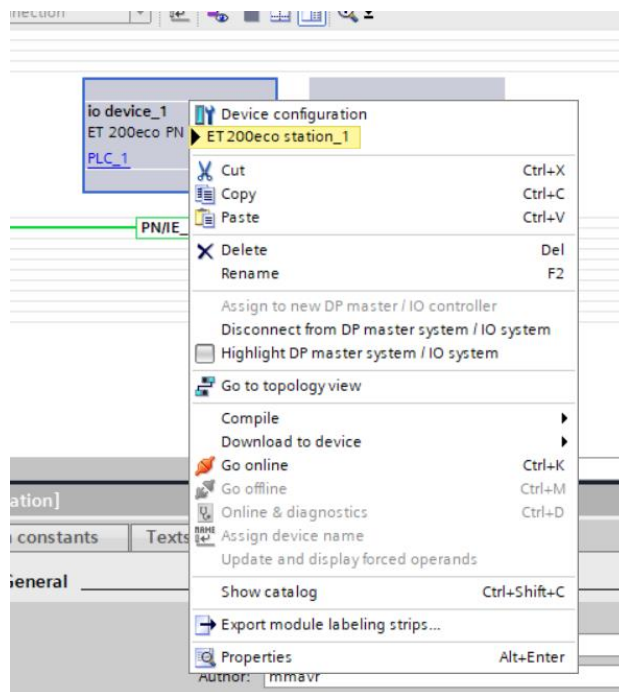 io device_1
ET 200eco PN
PLC_1
PN/IE_
Device configuration
ET200eco station_1
Cut Ctrl+X
Copy Ctrl+C
Paste Ctrl+V
Delete Del
Rename F2
Assign to new DP master / IO controller
Disconnect from DP master system / IO system
Highlight DP master system / IO system
Go to topology view
Compile
Download to device
Go online Ctrl+K
Go offline Ctrl+M
Online & diagnostics Ctrl+D
Assign device name
Update and display forced operands
Show catalog Ctrl+Shift+C
Export module labeling strips...
Properties Alt+Enter
ation]
constants Texts
General
Author: mmavr